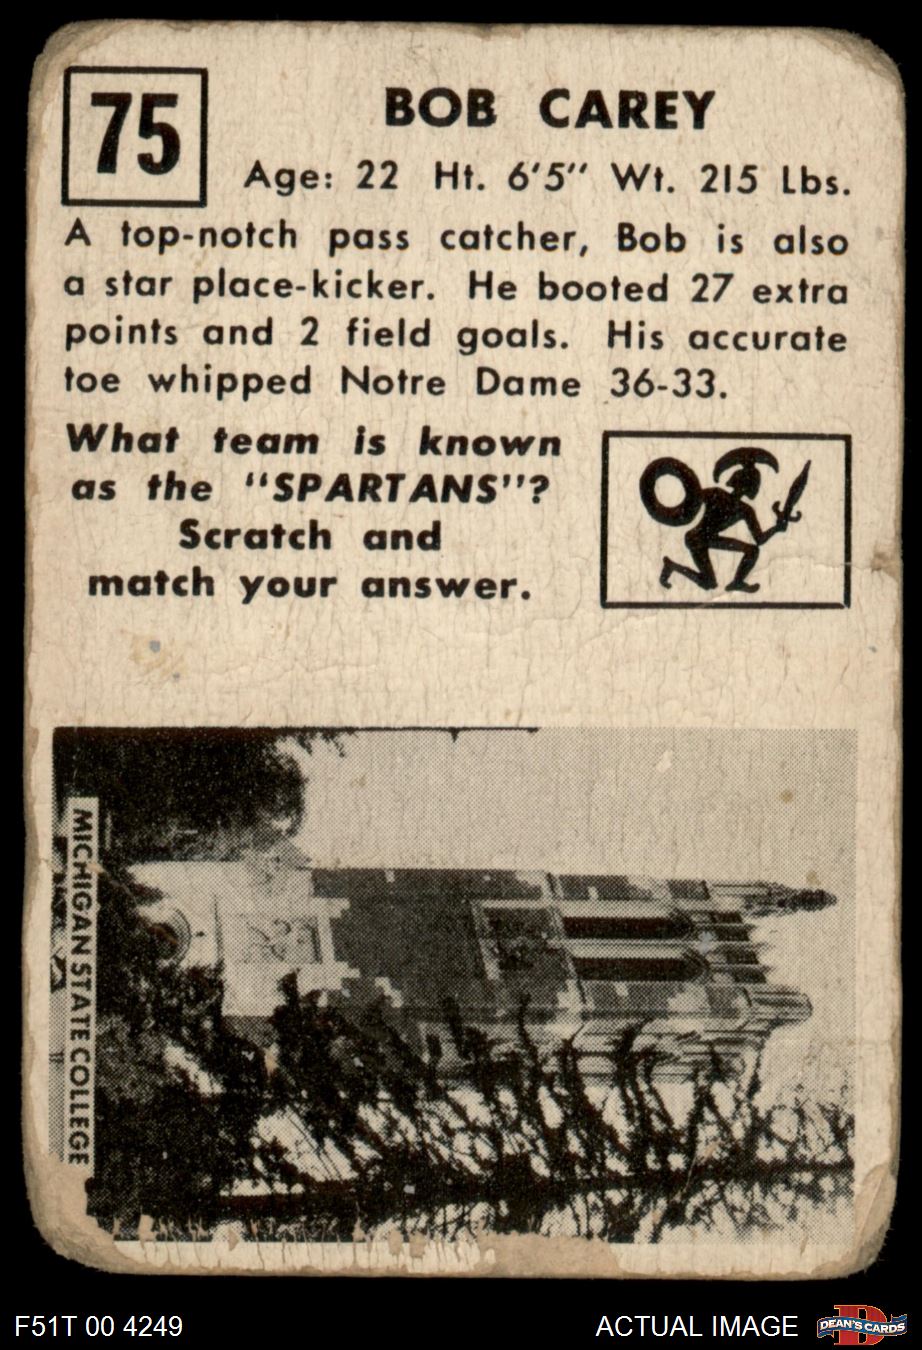 75
BOB CAREY
Age: 22 Ht. 6'5" Wt. 215 Lbs.
A top-notch pass catcher, Bob is also
a star place-kicker. He booted 27 extra
points and 2 field goals. His accurate
toe whipped Notre Dame 36-33.
What team is known
as the "SPARTANS"?
Scratch and
match your answer.
MICHIGAN STATE COLLEGE
F51T 00 4249
ACTUAL IMAGE
DEAN'S CARDS